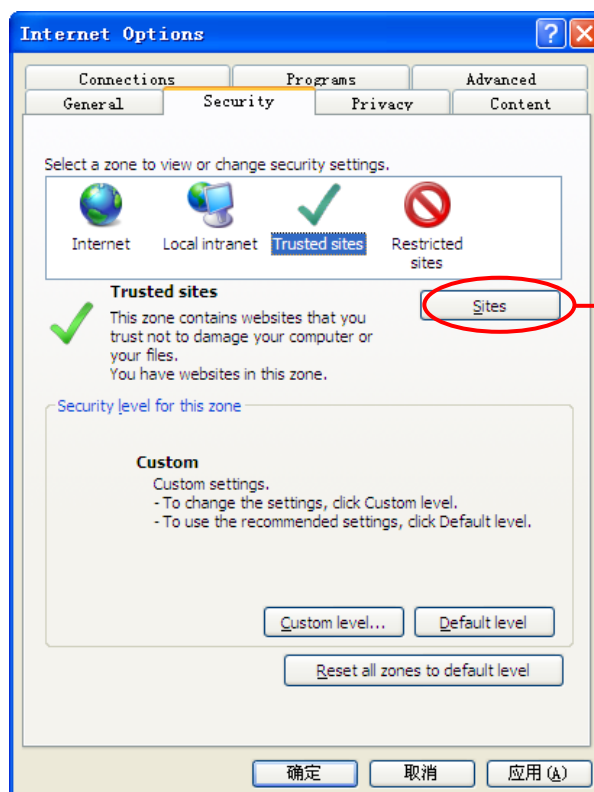 Internet Options
Connections Programs Advanced
General Security Privacy Content
Select a zone to view or change security settings.
Internet Local intranet Trusted sites Restricted sites
Trusted sites
Sites
This zone contains websites that you
trust not to damage your computer or
your files.
You have websites in this zone.
Security level for this zone
Custom
Custom settings.
- To change the settings, click Custom level.
- To use the recommended settings, click Default level.
Custom level... Default level
Reset all zones to default level
确定 取消 应用 (A)